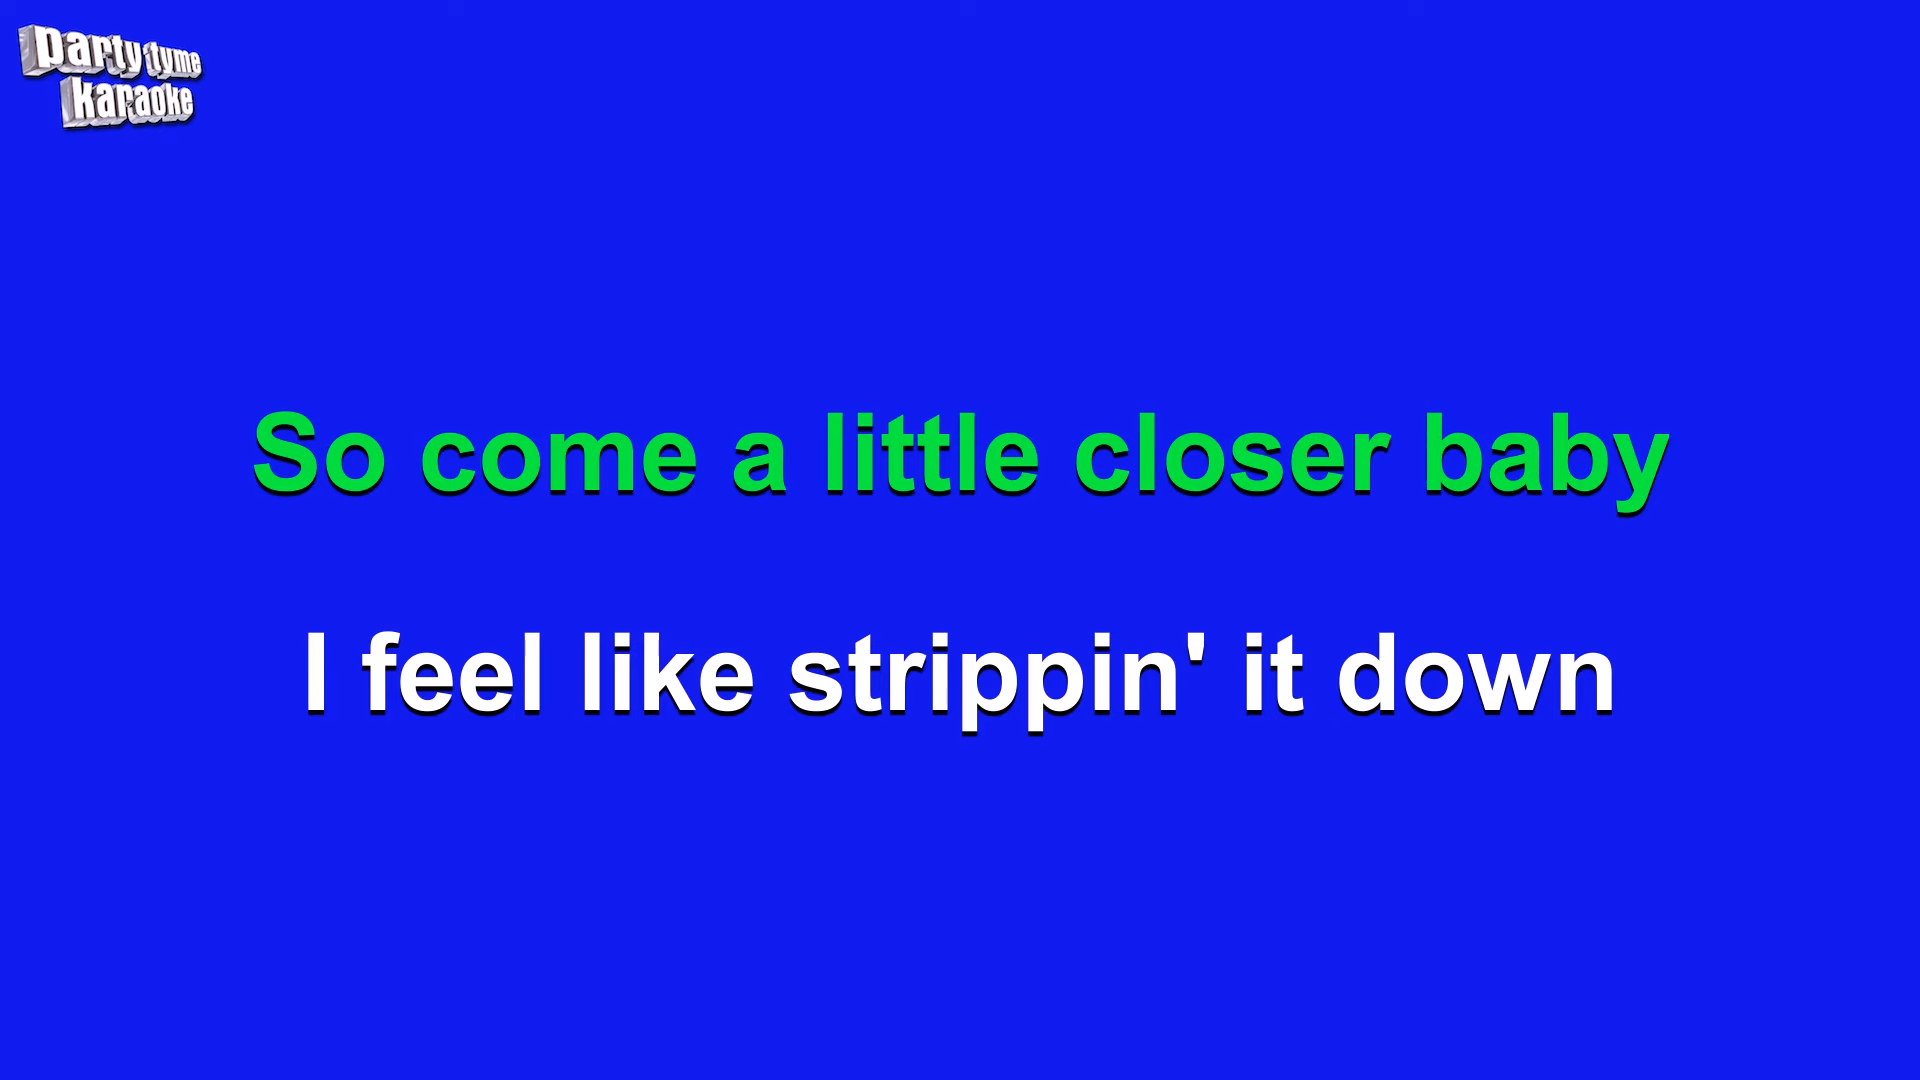 party tyme
karaoke
So come a little closer baby
I feel like strippin' it down